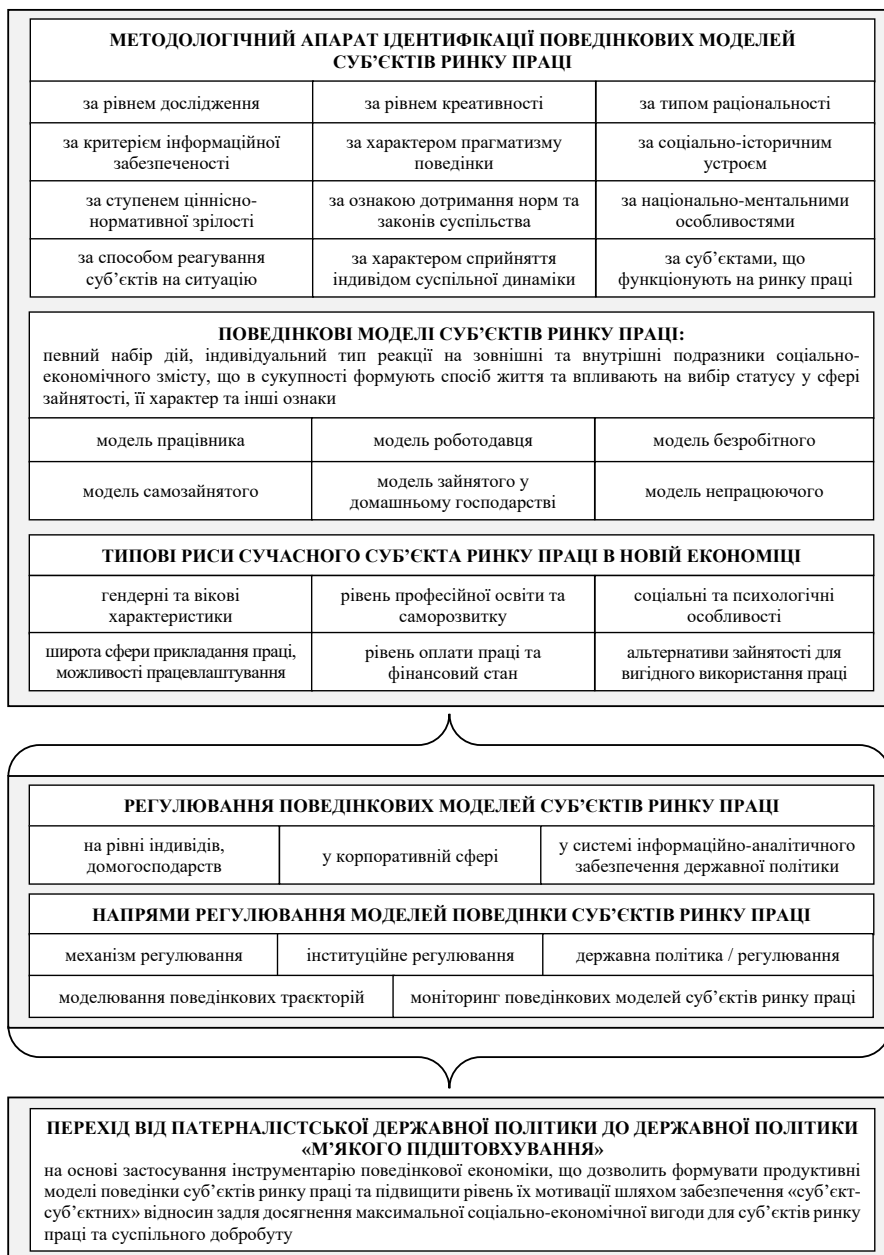 МЕТОДОЛОГІЧНИЙ АПАРАТ ІДЕНТИФІКАЦІЇ ПОВЕДІНКОВИХ МОДЕЛЕЙ
СУБ’ЄКТІВ РИНКУ ПРАЦІ
за рівнем дослідження
за рівнем креативності
за типом раціональності
за критерієм інформаційної
забезпеченості
за характером прагматизму
поведінки
за соціально-історичним
устроєм
за ступенем ціннісно-
нормативної зрілості
за ознакою дотримання норм та
законів суспільства
за національно-ментальними
особливостями
за способом реагування
суб’єктів на ситуацію
за характером сприйняття
індивідом суспільної динаміки
за суб’єктами, що
функціонують на ринку праці
ПОВЕДІНКОВІ МОДЕЛІ СУБ’ЄКТІВ РИНКУ ПРАЦІ:
певний набір дій, індивідуальний тип реакції на зовнішні та внутрішні подразники соціально-
економічного змісту, що в сукупності формують спосіб життя та впливають на вибір статусу у сфері
зайнятості, її характер та інші ознаки
модель працівника
модель роботодавця
модель безробітного
модель самозайнятого
модель зайнятого у
домашньому господарстві
модель непрацюючого
ТИПОВІ РИСИ СУЧАСНОГО СУБ’ЄКТА РИНКУ ПРАЦІ В НОВІЙ ЕКОНОМІЦІ
гендерні та вікові
характеристики
рівень професійної освіти та
саморозвитку
соціальні та психологічні
особливості
широта сфери прикладання праці,
можливості працевлаштування
рівень оплати праці та
фінансовий стан
альтернативи зайнятості для
вигідного використання праці
РЕГУЛЮВАННЯ ПОВЕДІНКОВИХ МОДЕЛЕЙ СУБ’ЄКТІВ РИНКУ ПРАЦІ
на рівні індивідів,
домогосподарств
у корпоративній сфері
у системі інформаційно-аналітичного
забезпечення державної політики
НАПРЯМИ РЕГУЛЮВАННЯ МОДЕЛЕЙ ПОВЕДІНКИ СУБ’ЄКТІВ РИНКУ ПРАЦІ
механізм регулювання
інституційне регулювання
державна політика / регулювання
моделювання поведінкових траєкторій
моніторинг поведінкових моделей суб’єктів ринку праці
ПЕРЕХІД ВІД ПАТЕРНАЛІСТСЬКОЇ ДЕРЖАВНОЇ ПОЛІТИКИ ДО ДЕРЖАВНОЇ ПОЛІТИКИ
«М’ЯКОГО ПІДШТОВХУВАННЯ»
на основі застосування інструментарію поведінкової економіки, що дозволить формувати продуктивні
моделі поведінки суб’єктів ринку праці та підвищити рівень їх мотивації шляхом забезпечення «суб’єкт-
суб’єктних» відносин задля досягнення максимальної соціально-економічної вигоди для суб’єктів ринку
праці та суспільного добробуту